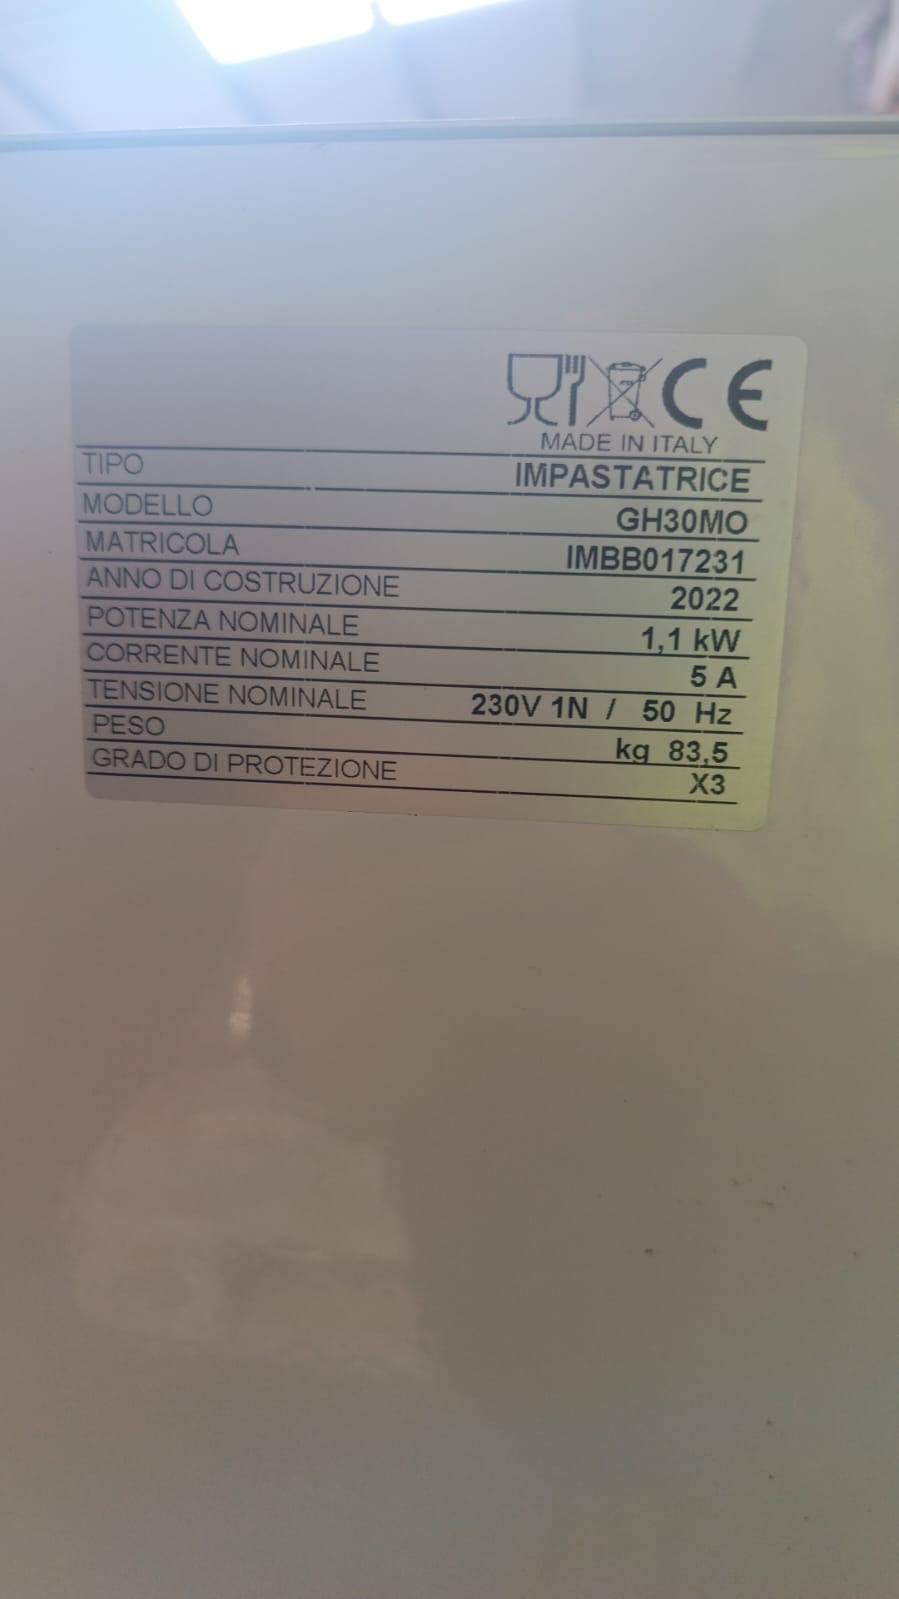 CE
MADE IN ITALY
TIPO IMPASTATRICE
MODELLO GH30MO
MATRICOLA IMBB017231
ANNO DI COSTRUZIONE 2022
POTENZA NOMINALE 1,1 kW
CORRENTE NOMINALE 5 A
TENSIONE NOMINALE 230V 1N / 50 Hz
PESO kg 83,5
GRADO DI PROTEZIONE X3